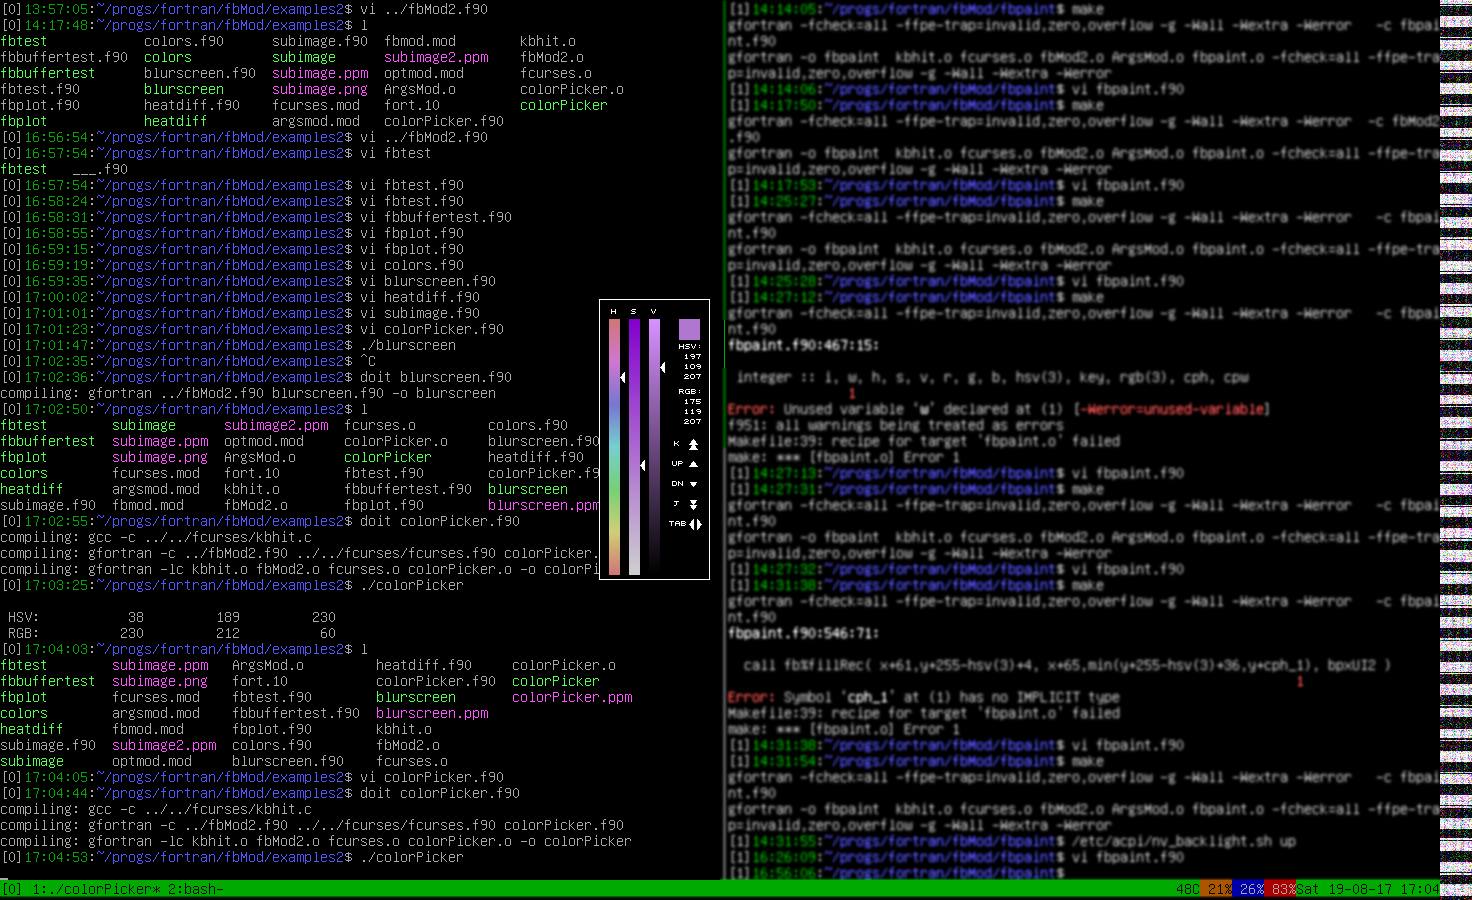 [0]13:57:05:~/progs/fortran/fbMod/examples2$ vi ../fbMod2.f90
[0]14:17:48:~/progs/fortran/fbMod/examples2$ l
fbtest            colors.f90      subimage.f90  fbmod.mod        kbhit.o
fbbuffertest.f90  colors          subimage      subimage2.ppm    fbMod2.o
fbbuffertest      blurscreen.f90  subimage.ppm  optmod.mod       fcurses.o
fbtest.f90        blurscreen      subimage.png  ArgsMod.o        colorPicker.o
fbplot.f90        heatdiff.f90    fcurses.mod   fort.10          colorPicker
fbplot            heatdiff        argsmod.mod   colorPicker.f90
[0]16:56:54:~/progs/fortran/fbMod/examples2$ vi ../fbMod2.f90
[0]16:57:54:~/progs/fortran/fbMod/examples2$ vi fbtest
fbtest   ___.f90
[0]16:57:54:~/progs/fortran/fbMod/examples2$ vi fbtest.f90
[0]16:58:24:~/progs/fortran/fbMod/examples2$ vi fbtest.f90
[0]16:58:31:~/progs/fortran/fbMod/examples2$ vi fbbuffertest.f90
[0]16:58:55:~/progs/fortran/fbMod/examples2$ vi fbplot.f90
[0]16:59:15:~/progs/fortran/fbMod/examples2$ vi fbplot.f90
[0]16:59:19:~/progs/fortran/fbMod/examples2$ vi colors.f90
[0]16:59:35:~/progs/fortran/fbMod/examples2$ vi blurscreen.f90
[0]17:00:02:~/progs/fortran/fbMod/examples2$ vi heatdiff.f90
[0]17:01:01:~/progs/fortran/fbMod/examples2$ vi subimage.f90
[0]17:01:23:~/progs/fortran/fbMod/examples2$ vi colorPicker.f90
[0]17:01:47:~/progs/fortran/fbMod/examples2$ ./blurscreen
[0]17:02:35:~/progs/fortran/fbMod/examples2$ ^C
[0]17:02:36:~/progs/fortran/fbMod/examples2$ doit blurscreen.f90
compiling: gfortran ../fbMod2.f90 blurscreen.f90 -o blurscreen
[0]17:02:50:~/progs/fortran/fbMod/examples2$ l
fbtest        subimage      subimage2.ppm  fcurses.o         colors.f90
fbbuffertest  subimage.ppm  optmod.mod     colorPicker.o     blurscreen.f90
fbplot        subimage.png  ArgsMod.o      colorPicker       heatdiff.f90
colors        fcurses.mod   fort.10        fbtest.f90        colorPicker.f9
heatdiff      argsmod.mod   kbhit.o        fbbuffertest.f90  blurscreen
subimage.f90  fbmod.mod     fbMod2.o       fbplot.f90        blurscreen.ppm
[0]17:02:55:~/progs/fortran/fbMod/examples2$ doit colorPicker.f90
compiling: gcc -c ../../fcurses/kbhit.c
compiling: gfortran -c ../fbMod2.f90 ../../fcurses/fcurses.f90 colorPicker.
compiling: gfortran -lc kbhit.o fbMod2.o fcurses.o colorPicker.o -o colorPi
[0]17:03:25:~/progs/fortran/fbMod/examples2$ ./colorPicker
HSV:           38         189         230
RGB:          230         212          60
[0]17:04:03:~/progs/fortran/fbMod/examples2$ l
fbtest        subimage.ppm   ArgsMod.o         heatdiff.f90    colorPicker.o
fbbuffertest  subimage.png   fort.10           colorPicker.f90 colorPicker
fbplot        fcurses.mod    fbtest.f90        blurscreen      colorPicker.ppm
colors        argsmod.mod    fbbuffertest.f90  blurscreen.ppm
heatdiff      fbmod.mod      fbplot.f90        kbhit.o
subimage.f90  subimage2.ppm  colors.f90        fbMod2.o
subimage      optmod.mod     blurscreen.f90    fcurses.o
[0]17:04:05:~/progs/fortran/fbMod/examples2$ vi colorPicker.f90
[0]17:04:44:~/progs/fortran/fbMod/examples2$ doit colorPicker.f90
compiling: gcc -c ../../fcurses/kbhit.c
compiling: gfortran -c ../fbMod2.f90 ../../fcurses/fcurses.f90 colorPicker.f90
compiling: gfortran -lc kbhit.o fbMod2.o fcurses.o colorPicker.o -o colorPicker
[0]17:04:53:~/progs/fortran/fbMod/examples2$ ./colorPicker
H S V
HSV:
197
109
207
RGB:
175
119
207
K
UP
DN
J
TAB
[1]14:14:05:~/progs/fortran/fbMod/fbpaint$ make
gfortran -fcheck=all -ffpe-trap=invalid,zero,overflow -g -Wall -Wextra -Werror   -c fbpai
nt.f90
gfortran -o fbpaint  kbhit.o fcurses.o fbMod2.o ArgsMod.o fbpaint.o -fcheck=all -ffpe-tra
p=invalid,zero,overflow -g -Wall -Wextra -Werror
[1]14:14:06:~/progs/fortran/fbMod/fbpaint$ vi fbpaint.f90
[1]14:17:50:~/progs/fortran/fbMod/fbpaint$ make
gfortran -fcheck=all -ffpe-trap=invalid,zero,overflow -g -Wall -Wextra -Werror  -c fbMod2
.f90
gfortran -o fbpaint  kbhit.o fcurses.o fbMod2.o ArgsMod.o fbpaint.o -fcheck=all -ffpe-tra
p=invalid,zero,overflow -g -Wall -Wextra -Werror
[1]14:17:53:~/progs/fortran/fbMod/fbpaint$ vi fbpaint.f90
[1]14:25:27:~/progs/fortran/fbMod/fbpaint$ make
gfortran -fcheck=all -ffpe-trap=invalid,zero,overflow -g -Wall -Wextra -Werror   -c fbpai
nt.f90
gfortran -o fbpaint  kbhit.o fcurses.o fbMod2.o ArgsMod.o fbpaint.o -fcheck=all -ffpe-tra
p=invalid,zero,overflow -g -Wall -Wextra -Werror
[1]14:25:28:~/progs/fortran/fbMod/fbpaint$ vi fbpaint.f90
[1]14:27:12:~/progs/fortran/fbMod/fbpaint$ make
gfortran -fcheck=all -ffpe-trap=invalid,zero,overflow -g -Wall -Wextra -Werror   -c fbpai
nt.f90
fbpaint.f90:467:15:
integer :: i, w, h, s, v, r, g, b, hsv(3), key, rgb(3), cph, cpw
1
Error: Unused variable 'w' declared at (1) [-Werror=unused-variable]
f951: all warnings being treated as errors
Makefile:39: recipe for target 'fbpaint.o' failed
make: *** [fbpaint.o] Error 1
[1]14:27:13:~/progs/fortran/fbMod/fbpaint$ vi fbpaint.f90
[1]14:27:31:~/progs/fortran/fbMod/fbpaint$ make
gfortran -fcheck=all -ffpe-trap=invalid,zero,overflow -g -Wall -Wextra -Werror   -c fbpai
nt.f90
gfortran -o fbpaint  kbhit.o fcurses.o fbMod2.o ArgsMod.o fbpaint.o -fcheck=all -ffpe-tra
p=invalid,zero,overflow -g -Wall -Wextra -Werror
[1]14:27:32:~/progs/fortran/fbMod/fbpaint$ vi fbpaint.f90
[1]14:31:38:~/progs/fortran/fbMod/fbpaint$ make
gfortran -fcheck=all -ffpe-trap=invalid,zero,overflow -g -Wall -Wextra -Werror   -c fbpai
nt.f90
fbpaint.f90:546:71:
call fb%fillRec( x+61,y+255-hsv(3)+4, x+65,min(y+255-hsv(3)+36,y+cph_1), bpxUI2 )
1
Error: Symbol 'cph_1' at (1) has no IMPLICIT type
Makefile:39: recipe for target 'fbpaint.o' failed
make: *** [fbpaint.o] Error 1
[1]14:31:38:~/progs/fortran/fbMod/fbpaint$ vi fbpaint.f90
[1]14:31:54:~/progs/fortran/fbMod/fbpaint$ make
gfortran -fcheck=all -ffpe-trap=invalid,zero,overflow -g -Wall -Wextra -Werror   -c fbpai
nt.f90
gfortran -o fbpaint  kbhit.o fcurses.o fbMod2.o ArgsMod.o fbpaint.o -fcheck=all -ffpe-tra
p=invalid,zero,overflow -g -Wall -Wextra -Werror
[1]14:31:55:~/progs/fortran/fbMod/fbpaint$ /etc/acpi/nv_backlight.sh up
[1]16:26:09:~/progs/fortran/fbMod/fbpaint$ vi fbpaint.f90
[1]16:56:06:~/progs/fortran/fbMod/fbpaint$
[0] 1:./colorPicker* 2:bash- 48C 21% 26% 83% Sat 19-08-17 17:04